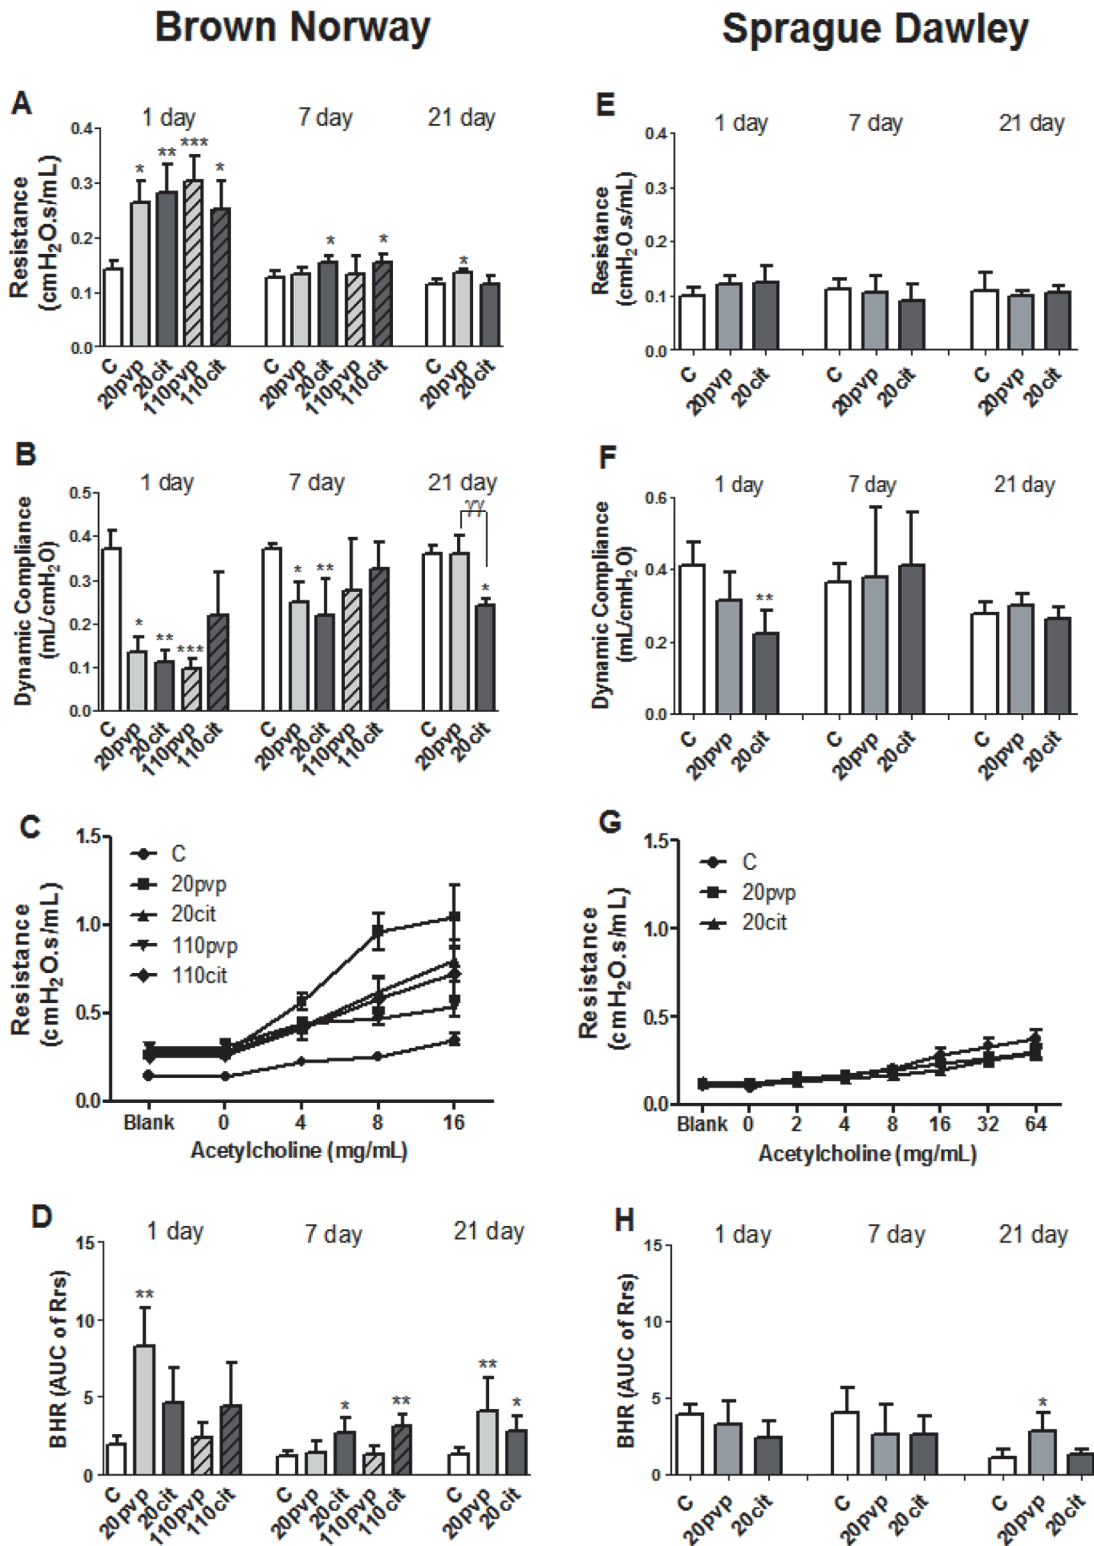 Brown Norway
Sprague Dawley
A
1 day
7 day
21 day
Resistance
(cmH₂O.s/mL)
0.4
0.3
0.2
0.1
0.0
* ** *** *
* *
*
C 20pvp 20cit 110pvp 110cit
C 20pvp 20cit 110pvp 110cit
C 20pvp 20cit
E
1 day
7 day
21 day
Resistance
(cmH₂O.s/mL)
0.4
0.3
0.2
0.1
0.0
C 20pvp 20cit
C 20pvp 20cit
C 20pvp 20cit
B
1 day
7 day
21 day
Dynamic Compliance
(mL/cmH₂O)
0.5
0.4
0.3
0.2
0.1
0.0
* ** ***
* **
γγ
*
C 20pvp 20cit 110pvp 110cit
C 20pvp 20cit 110pvp 110cit
C 20pvp 20cit
F
1 day
7 day
21 day
Dynamic Compliance
(mL/cmH₂O)
0.6
0.4
0.2
0.0
**
C 20pvp 20cit
C 20pvp 20cit
C 20pvp 20cit
C
Resistance
(cmH₂O.s/mL)
1.5
1.0
0.5
0.0
C
20pvp
20cit
110pvp
110cit
Blank 0 4 8 16
Acetylcholine (mg/mL)
G
Resistance
(cmH₂O.s/mL)
1.5
1.0
0.5
0.0
C
20pvp
20cit
Blank 0 2 4 8 16 32 64
Acetylcholine (mg/mL)
D
1 day
7 day
21 day
BHR (AUC of Rrs)
15
10
5
0
**
* **
** *
C 20pvp 20cit 110pvp 110cit
C 20pvp 20cit 110pvp 110cit
C 20pvp 20cit
H
1 day
7 day
21 day
BHR (AUC of Rrs)
15
10
5
0
*
C 20pvp 20cit
C 20pvp 20cit
C 20pvp 20cit